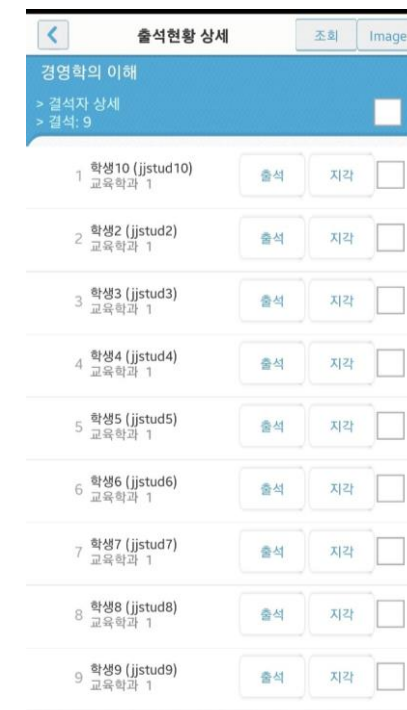 출석현황 상세 조회 Image
경영학의 이해
> 결석자 상세
> 결석: 9
1 학생10 (jjstud10) 출석 지각
교육학과 1
2 학생2 (jjstud2) 출석 지각
교육학과 1
3 학생3 (jjstud3) 출석 지각
교육학과 1
4 학생4 (jjstud4) 출석 지각
교육학과 1
5 학생5 (jjstud5) 출석 지각
교육학과 1
6 학생6 (jjstud6) 출석 지각
교육학과 1
7 학생7 (jjstud7) 출석 지각
교육학과 1
8 학생8 (jjstud8) 출석 지각
교육학과 1
9 학생9 (jjstud9) 출석 지각
교육학과 1